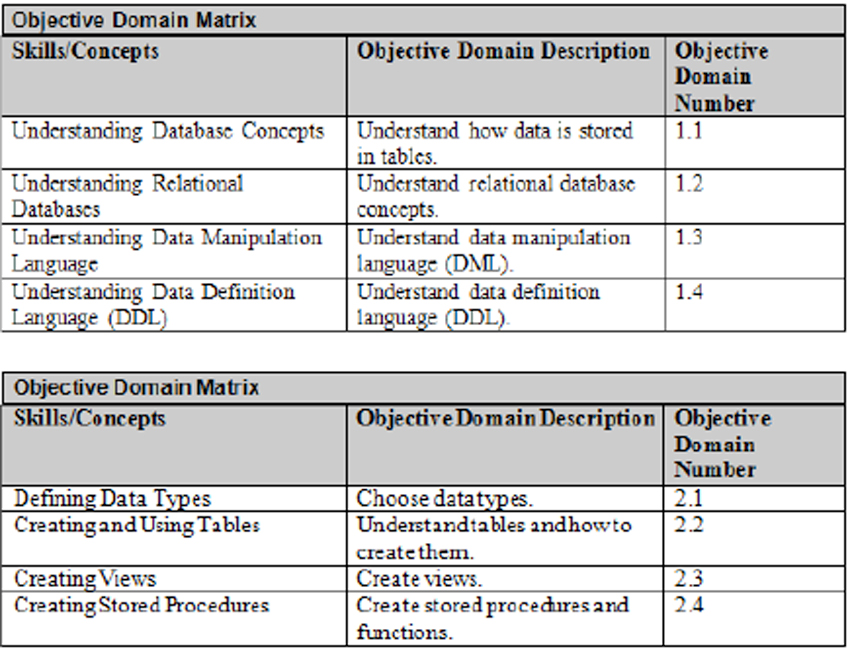 Objective Domain Matrix
Skills/Concepts Objective Domain Description Objective
Domain
Number
Understanding Database Concepts Understand how data is stored 1.1
in tables.
Understanding Relational Understand relational database 1.2
Databases concepts.
Understanding Data Manipulation Understand data manipulation 1.3
Language language (DML).
Understanding Data Definition Understand data definition 1.4
Language (DDL) language (DDL).
Objective Domain Matrix
Skills/Concepts Objective Domain Description Objective
Domain
Number
Defining Data Types Choose data types. 2.1
Creating and Using Tables Understand tables and how to 2.2
create them.
Creating Views Create views. 2.3
Creating Stored Procedures Create stored procedures and 2.4
functions.